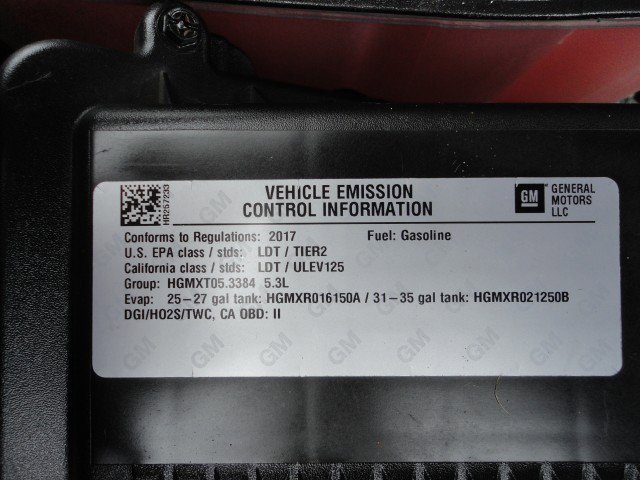 VEHICLE EMISSION
CONTROL INFORMATION
GM
GENERAL
MOTORS
LLC
Conforms to Regulations: 2017 Fuel: Gasoline
U.S. EPA class / stds: LDT / TIER2
California class / stds: LDT / ULEV125
Group: HGMXT05.3384 5.3L
Evap: 25-27 gal tank: HGMXR016150A / 31-35 gal tank: HGMXR021250B
DGI/HO2S/TWC, CA OBD: II